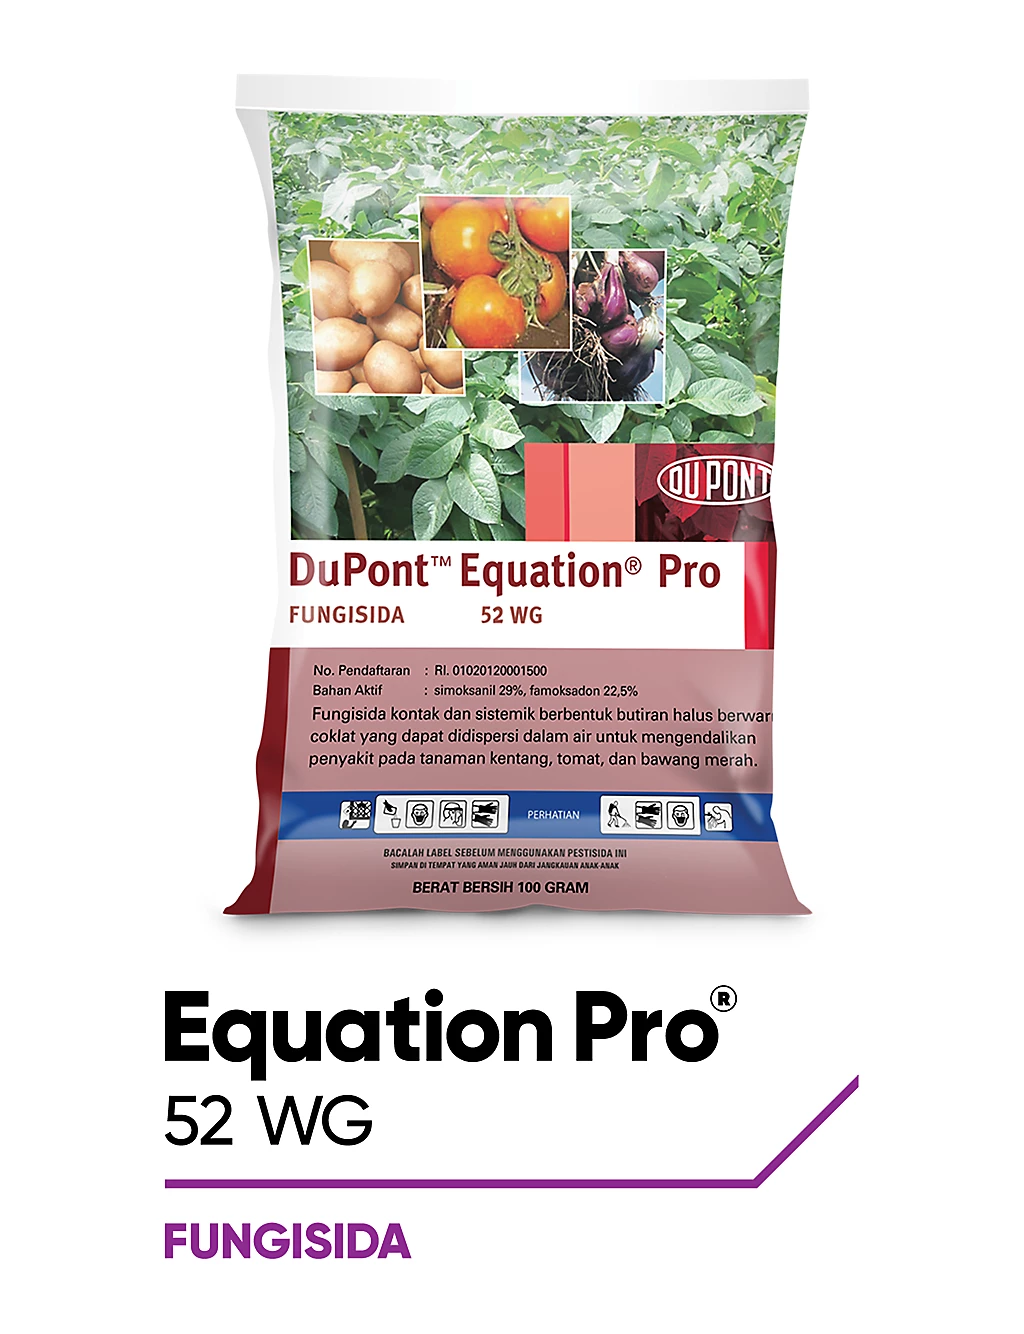 DU PONT
DuPont™ Equation® Pro
FUNGISIDA 52 WG
No. Pendaftaran : RI. 01020120001500
Bahan Aktif : simoksanil 29%, famoksadon 22,5%
Fungisida kontak dan sistemik berbentuk butiran halus berwar
coklat yang dapat didispersi dalam air untuk mengendalikan
penyakit pada tanaman kentang, tomat, dan bawang merah.
PERHATIAN
BACALAH LABEL SEBELUM MENGGUNAKAN PESTISIDA INI
SIMPAN DI TEMPAT YANG AMAN JAUH DARI JANGKAUAN ANAK-ANAK
BERAT BERSIH 100 GRAM
Equation Pro®
52 WG
FUNGISIDA